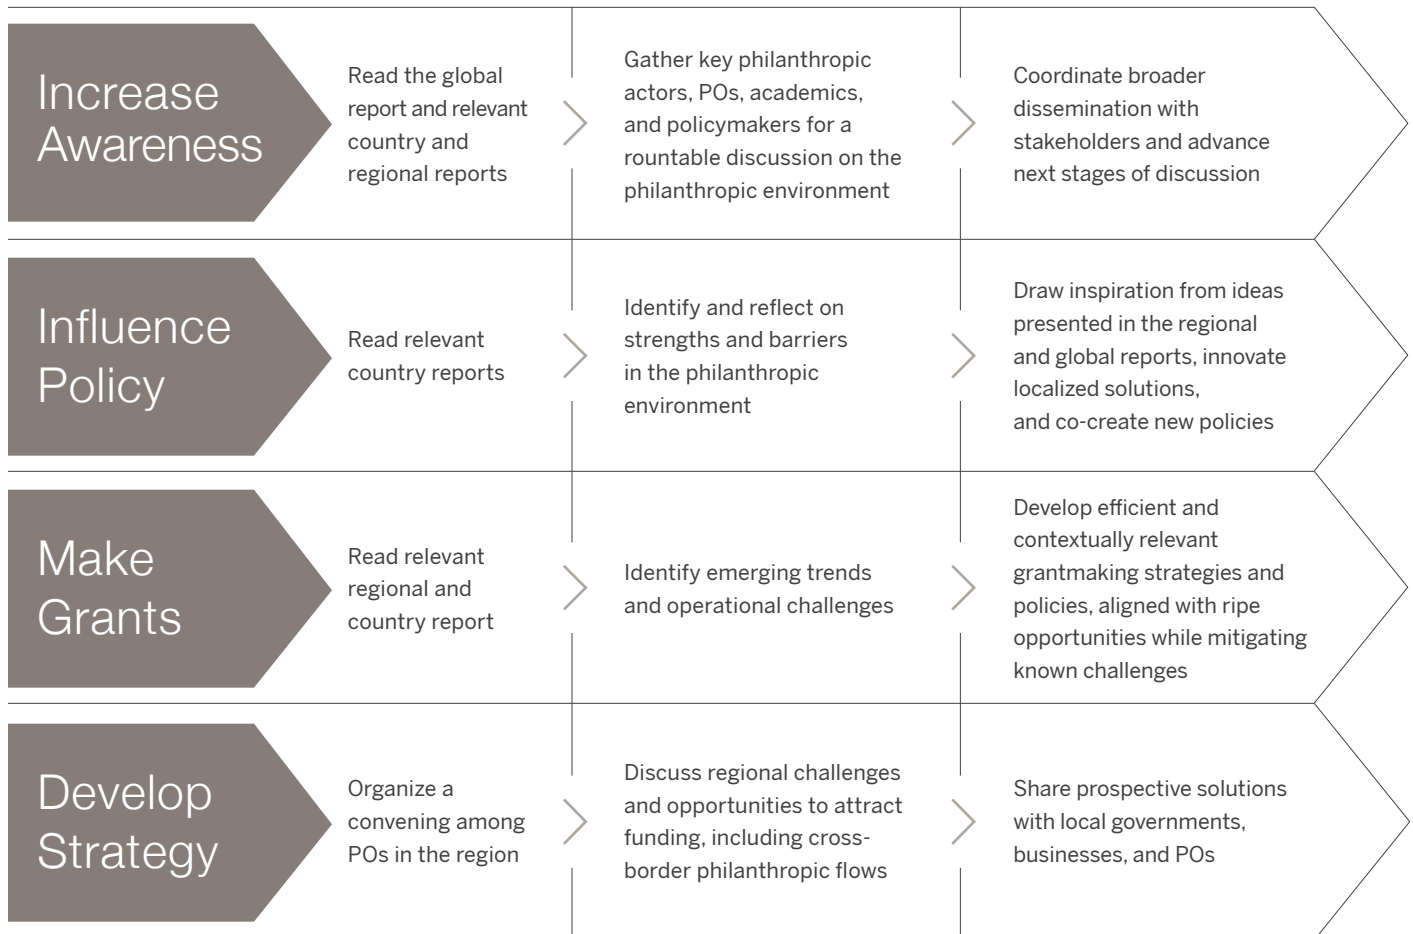 Increase
Awareness
Read the global
report and relevant
country and
regional reports
Gather key philanthropic
actors, POs, academics,
and policymakers for a
rountable discussion on the
philanthropic environment
Coordinate broader
dissemination with
stakeholders and advance
next stages of discussion
Influence
Policy
Read relevant
country reports
Identify and reflect on
strengths and barriers
in the philanthropic
environment
Draw inspiration from ideas
presented in the regional
and global reports, innovate
localized solutions,
and co-create new policies
Make
Grants
Read relevant
regional and
country report
Identify emerging trends
and operational challenges
Develop efficient and
contextually relevant
grantmaking strategies and
policies, aligned with ripe
opportunities while mitigating
known challenges
Develop
Strategy
Organize a
convening among
POs in the region
Discuss regional challenges
and opportunities to attract
funding, including cross-
border philanthropic flows
Share prospective solutions
with local governments,
businesses, and POs